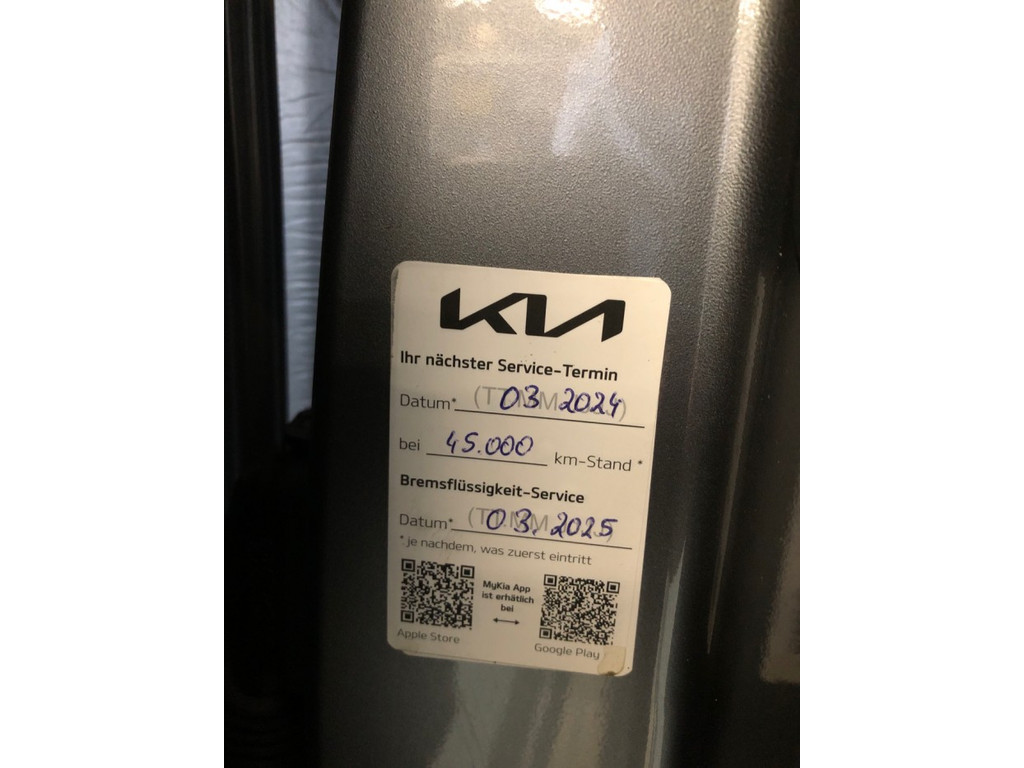 KIA
Ihr nächster Service-Termin
Datum* 03 2024
bei 45.000 km-Stand *
Bremsflüssigkeit-Service
Datum* 03. 2025
* je nachdem, was zuerst eintritt
MyKia App
ist erhätlich
bei
Apple Store
Google Play